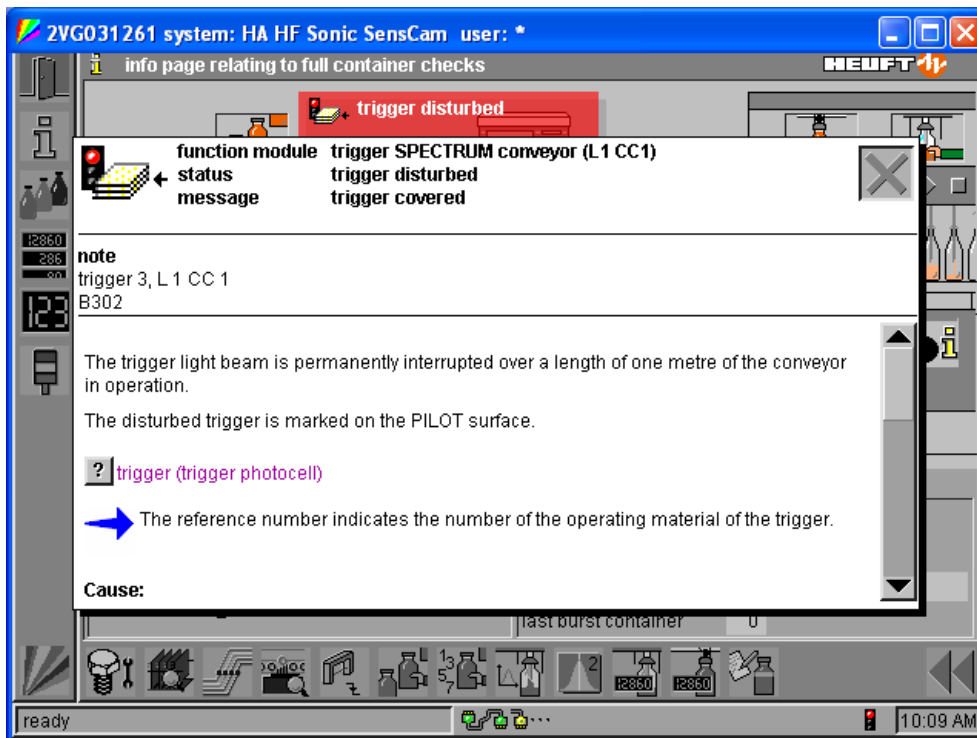 2VG031261 system: HA HF Sonic SensCam user: *
info page relating to full container checks
HEUFT
trigger disturbed
function module trigger SPECTRUM conveyor (L1 CC1)
status trigger disturbed
message trigger covered
12860
286
note
trigger 3, L 1 CC 1
B302
123
The trigger light beam is permanently interrupted over a length of one metre of the conveyor
in operation.
The disturbed trigger is marked on the PILOT surface.
? trigger (trigger photocell)
The reference number indicates the number of the operating material of the trigger.
Cause:
last burst container 0
1 3
5 7
2
12860
12860
ready
10:09 AM